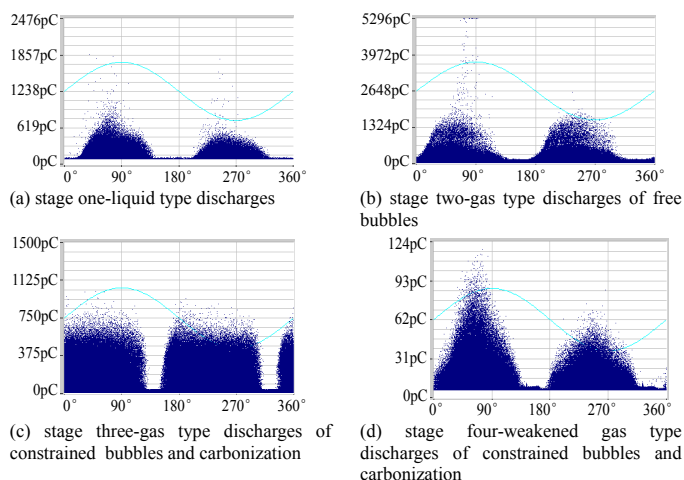 2476pC
1857pC
1238pC
619pC
0pC
0° 90° 180° 270° 360°
(a) stage one-liquid type discharges
5296pC
3972pC
2648pC
1324pC
0pC
0° 90° 180° 270° 360°
(b) stage two-gas type discharges of free
bubbles
1500pC
1125pC
750pC
375pC
0pC
0° 90° 180° 270° 360°
(c) stage three-gas type discharges of
constrained bubbles and carbonization
124pC
93pC
62pC
31pC
0pC
0° 90° 180° 270° 360°
(d) stage four-weakened gas type
discharges of constrained bubbles and
carbonization